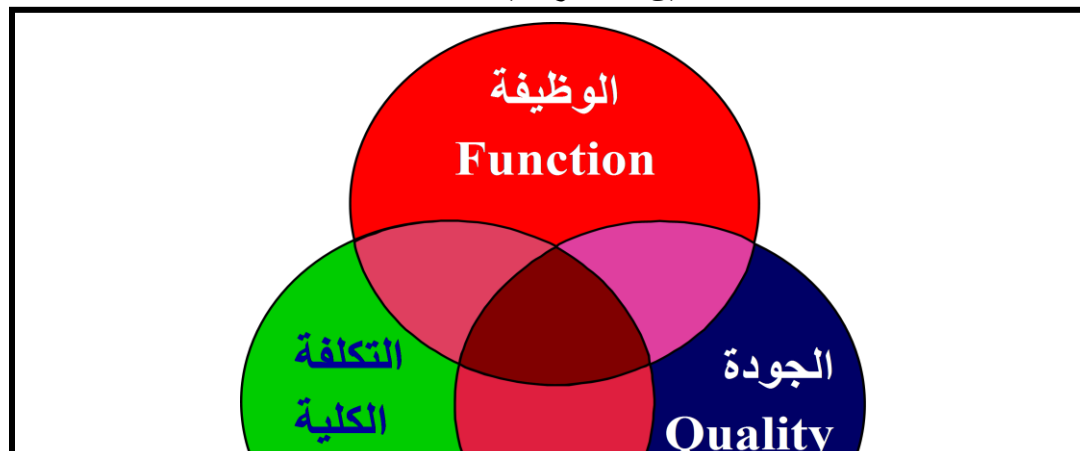 الوظيفة
Function
التكلفة
الكلية
الجودة
Quality